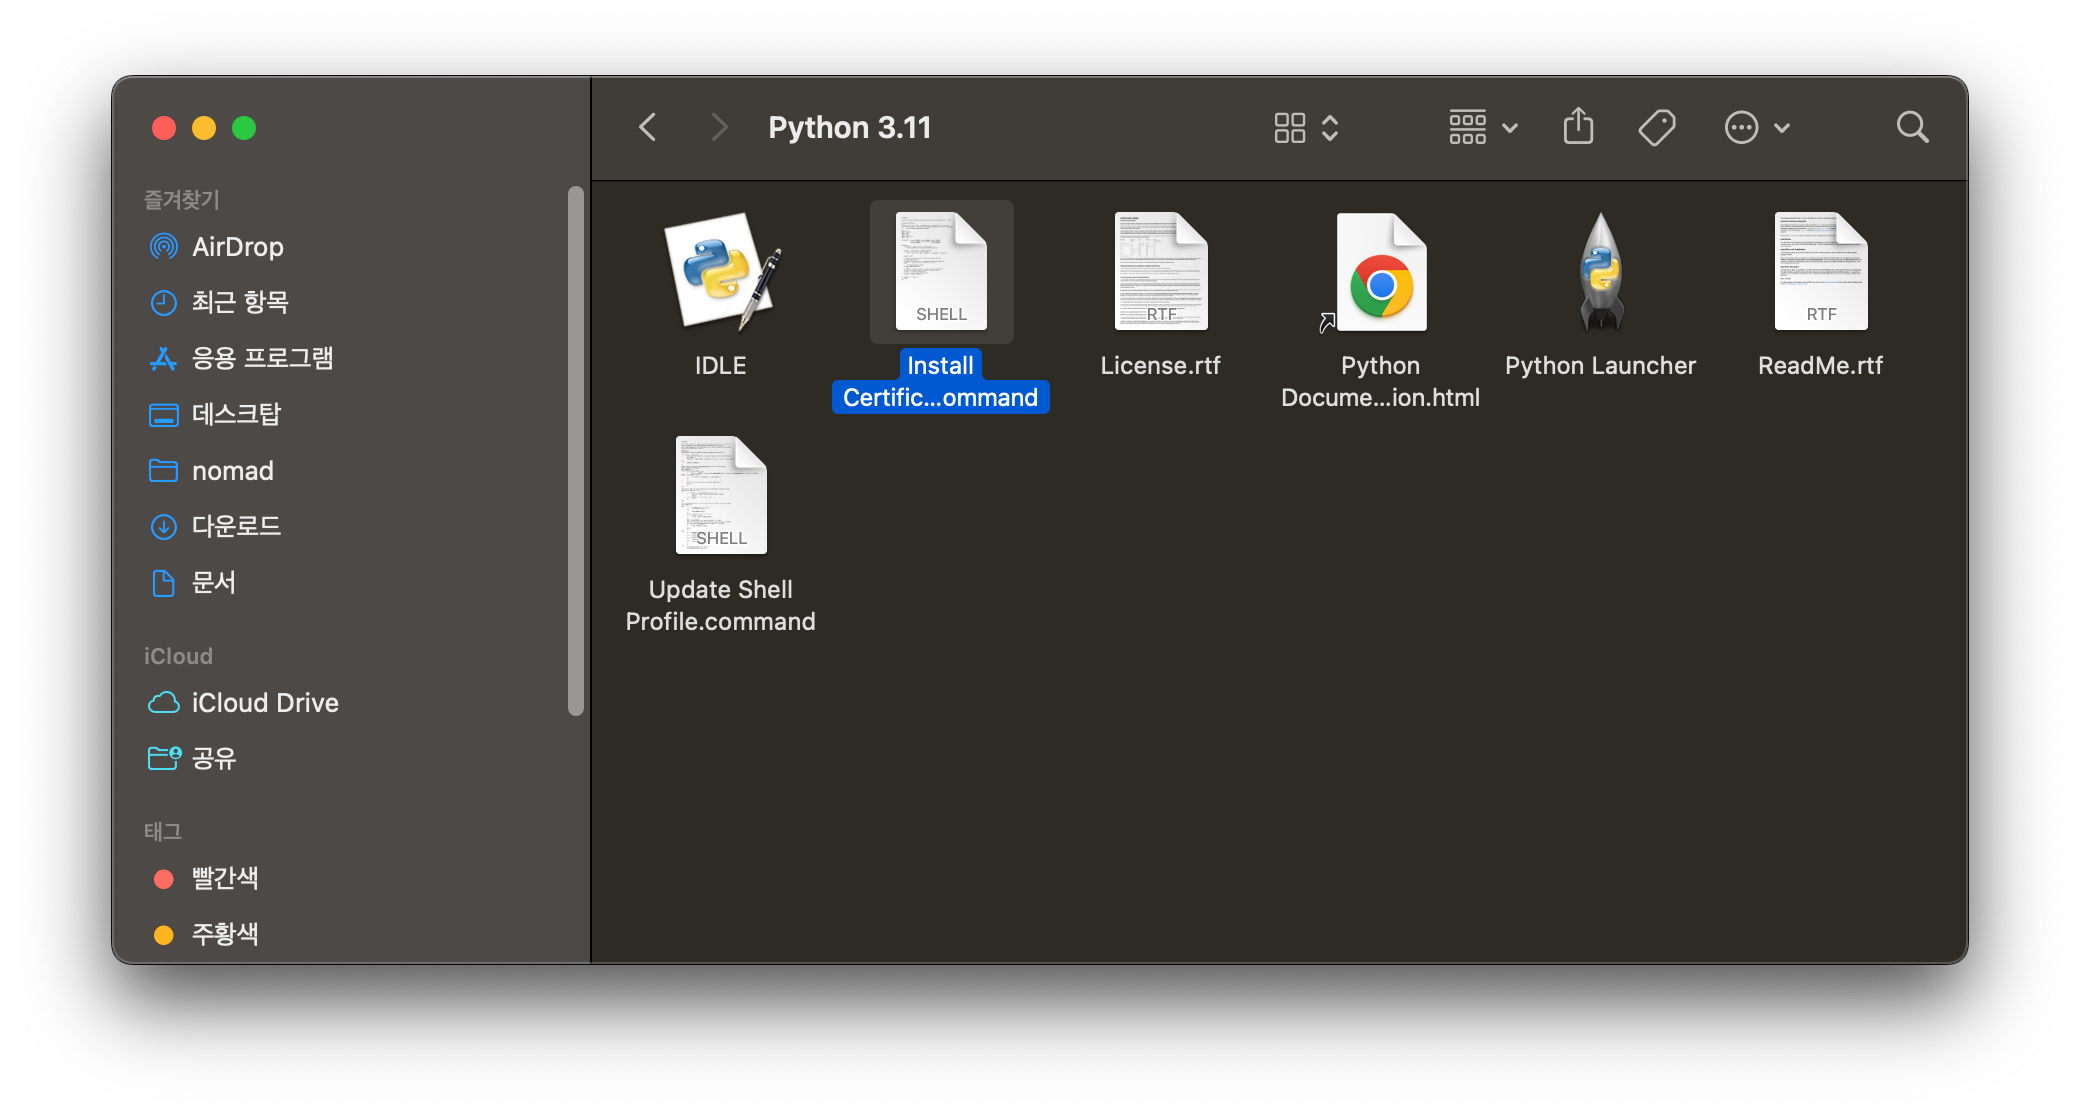 Python 3.11
즐겨찾기
AirDrop
최근 항목
응용 프로그램
데스크탑
nomad
다운로드
문서
iCloud
iCloud Drive
공유
태그
빨간색
주황색
IDLE
SHELL
Install
Certific...ommand
RTF
License.rtf
Python
Docume...ion.html
Python Launcher
RTF
ReadMe.rtf
SHELL
Update Shell
Profile.command